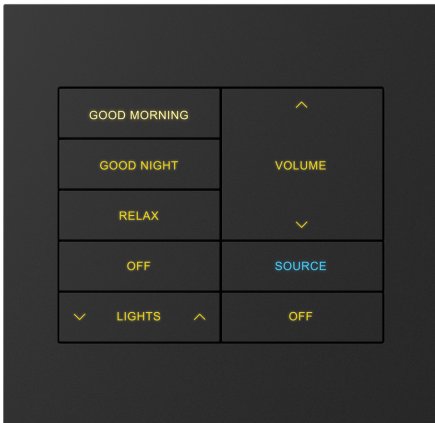 GOOD MORNING
GOOD NIGHT
RELAX
OFF
LIGHTS
VOLUME
SOURCE
OFF